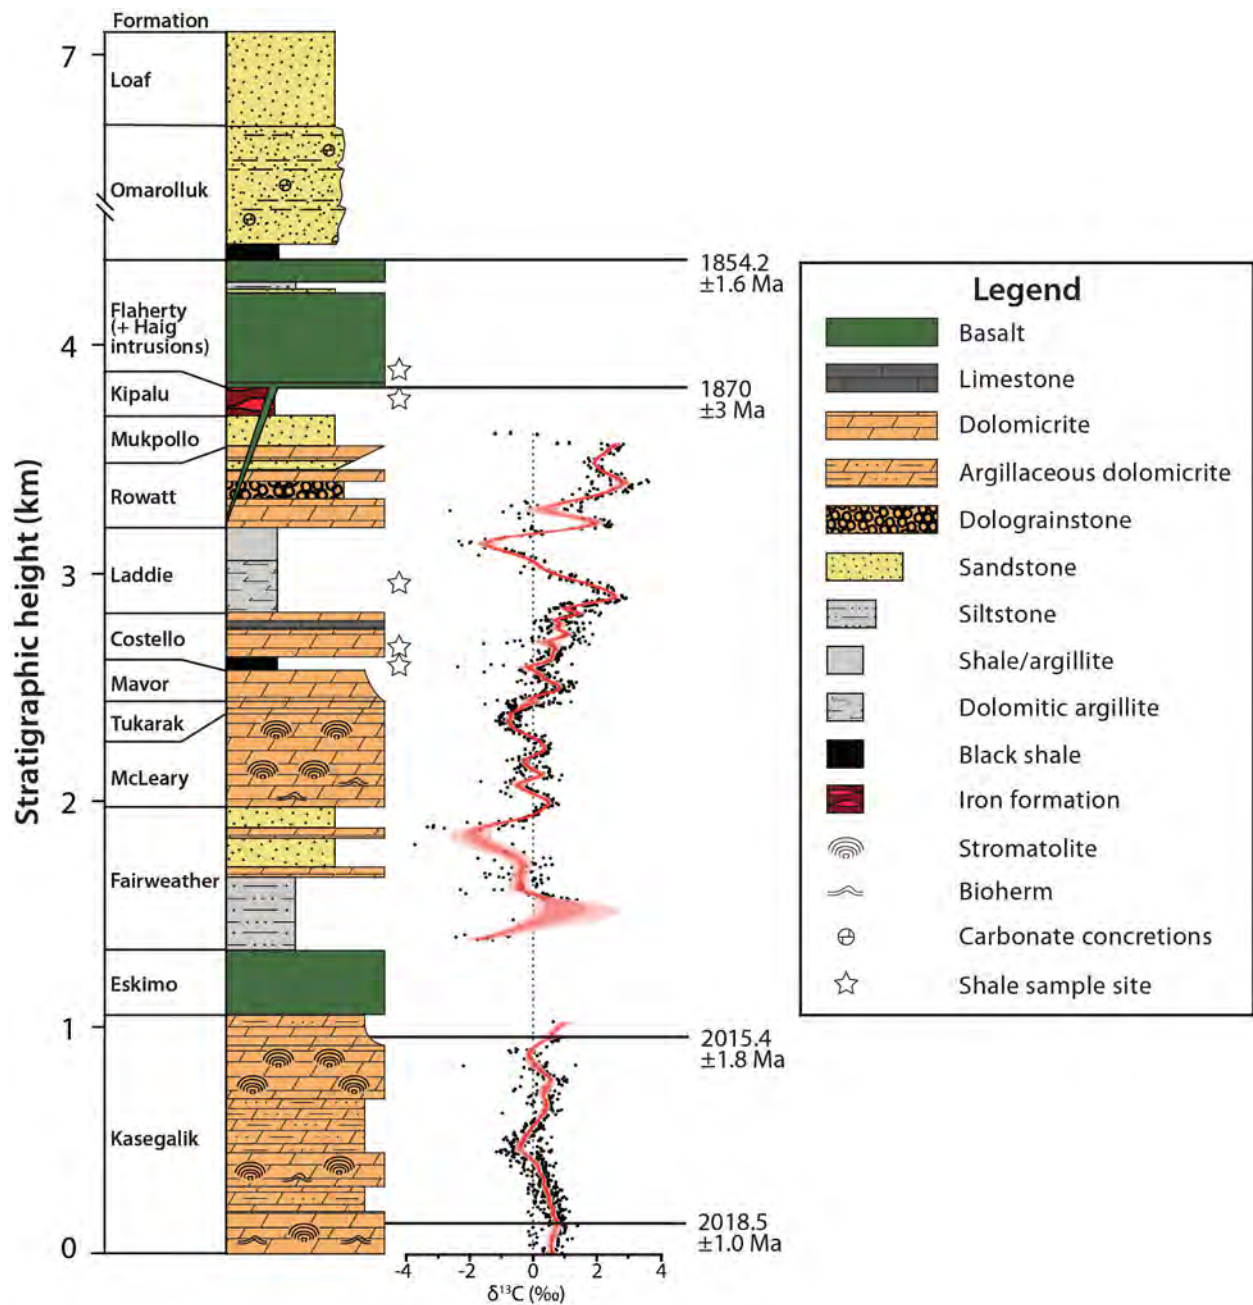 Formation
Stratigraphic height (km)
7
4
3
2
1
0
Loaf
Omarolluk
Flaherty
(+ Haig
intrusions)
Kipalu
Mukpollo
Rowatt
Laddie
Costello
Mavor
Tukarak
McLeary
Fairweather
Eskimo
Kasegalik
1854.2
±1.6 Ma
1870
±3 Ma
2015.4
±1.8 Ma
2018.5
±1.0 Ma
-4 -2 0 2 4
δ¹³C (‰)
Legend
Basalt
Limestone
Dolomicrite
Argillaceous dolomicrite
Dolograinstone
Sandstone
Siltstone
Shale/argillite
Dolomitic argillite
Black shale
Iron formation
Stromatolite
Bioherm
Carbonate concretions
Shale sample site